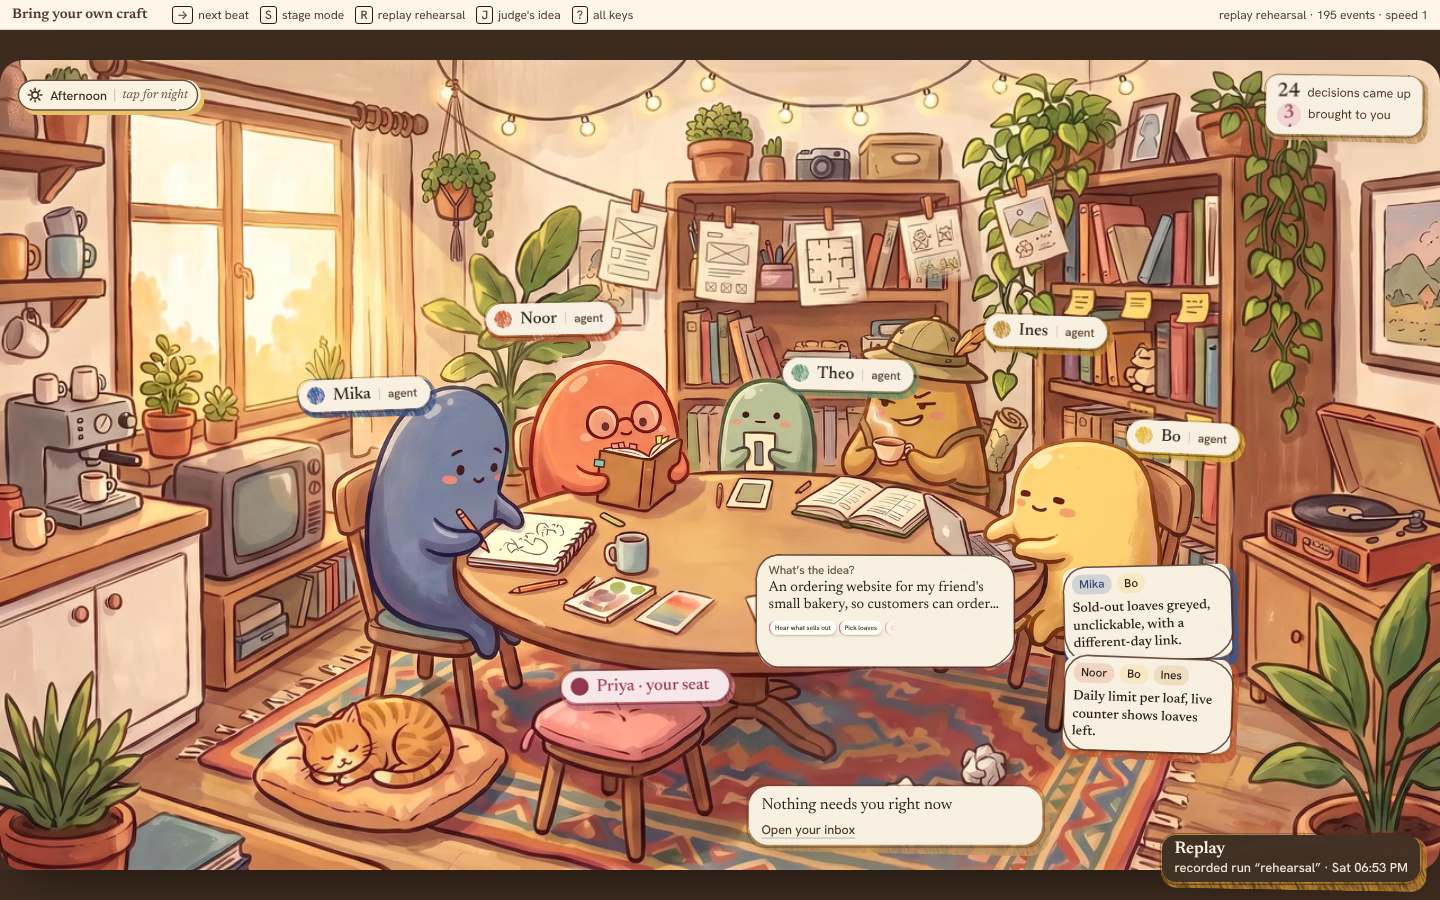 Bring your own craft
→ next beat S stage mode R replay rehearsal J judge's idea ? all keys
replay rehearsal · 195 events · speed 1
Afternoon tap for night
24 decisions came up
3 brought to you
Noor agent
Ines agent
Theo agent
Mika agent
Bo agent
What's the idea?
An ordering website for my friend's
small bakery, so customers can order…
Hear what sells out Pick loaves
Mika Bo
Sold-out loaves greyed,
unclickable, with a
different-day link.
Noor Bo Ines
Daily limit per loaf, live
counter shows loaves
left.
Priya · your seat
Nothing needs you right now
Open your inbox
Replay
recorded run “rehearsal” · Sat 06:53 PM